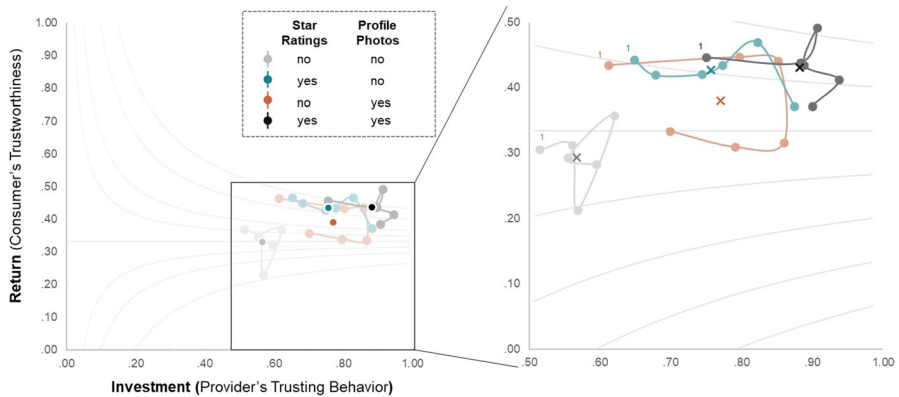 Star Ratings Profile Photos
no no
yes no
no yes
yes yes
Return (Consumer's Trustworthiness)
1.00
.90
.80
.70
.60
.50
.40
.30
.20
.10
.00
.00 .20 .40 .60 .80 1.00
Investment (Provider's Trusting Behavior)
.50
.40
.30
.20
.10
.00
1
1
1
1
.50 .60 .70 .80 .90 1.00